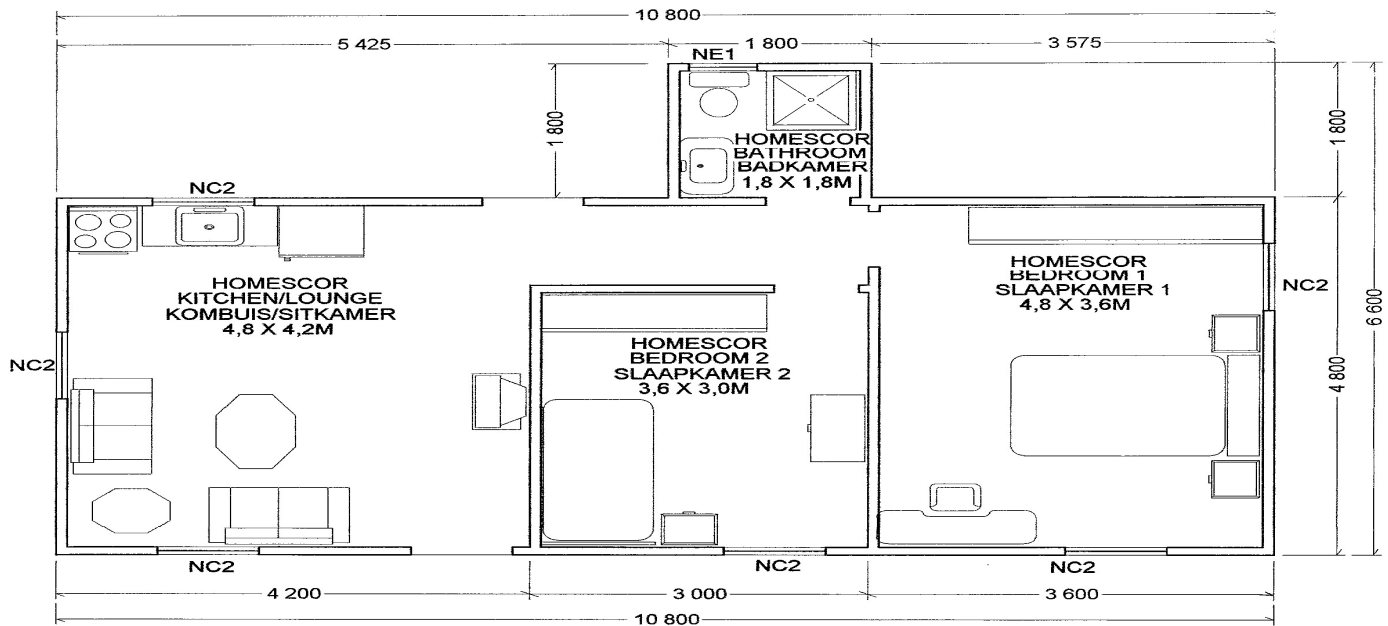 10 800
5 425
1 800
3 575
NE1
1 800
1 800
HOMESCOR
BATHROOM
BADKAMER
1,8 X 1,8M
NC2
HOMESCOR
KITCHEN/LOUNGE
KOMBUIS/SITKAMER
4,8 X 4,2M
HOMESCOR
BEDROOM 1
SLAAPKAMER 1
4,8 X 3,6M
NC2
6 600
HOMESCOR
BEDROOM 2
SLAAPKAMER 2
3,6 X 3,0M
NC2
4 800
NC2
NC2
NC2
4 200
3 000
3 600
10 800